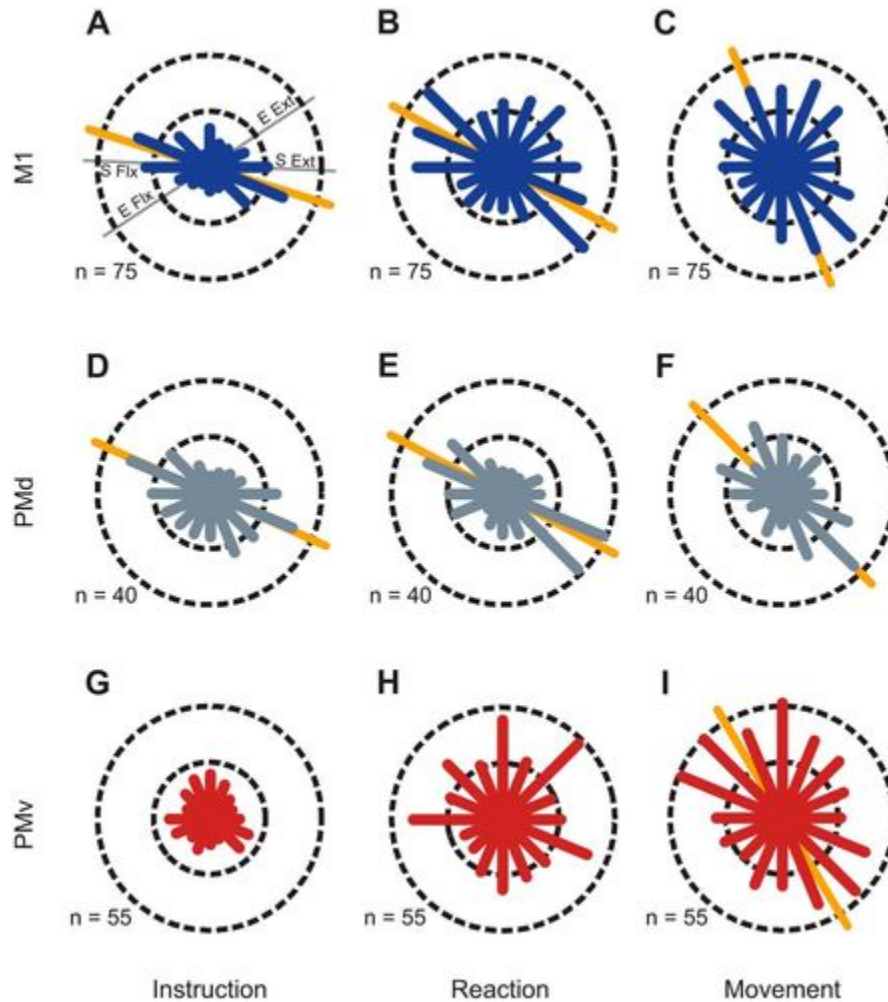 A
B
C
M1
E Ext
S Flx
S Ext
E Flx
n = 75
n = 75
n = 75
D
E
F
PMd
n = 40
n = 40
n = 40
G
H
I
PMv
n = 55
n = 55
n = 55
Instruction
Reaction
Movement